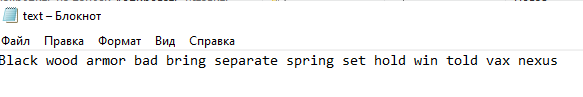 text – Блокнот
Файл Правка Формат Вид Справка
Black wood armor bad bring separate spring set hold win told vax nexus